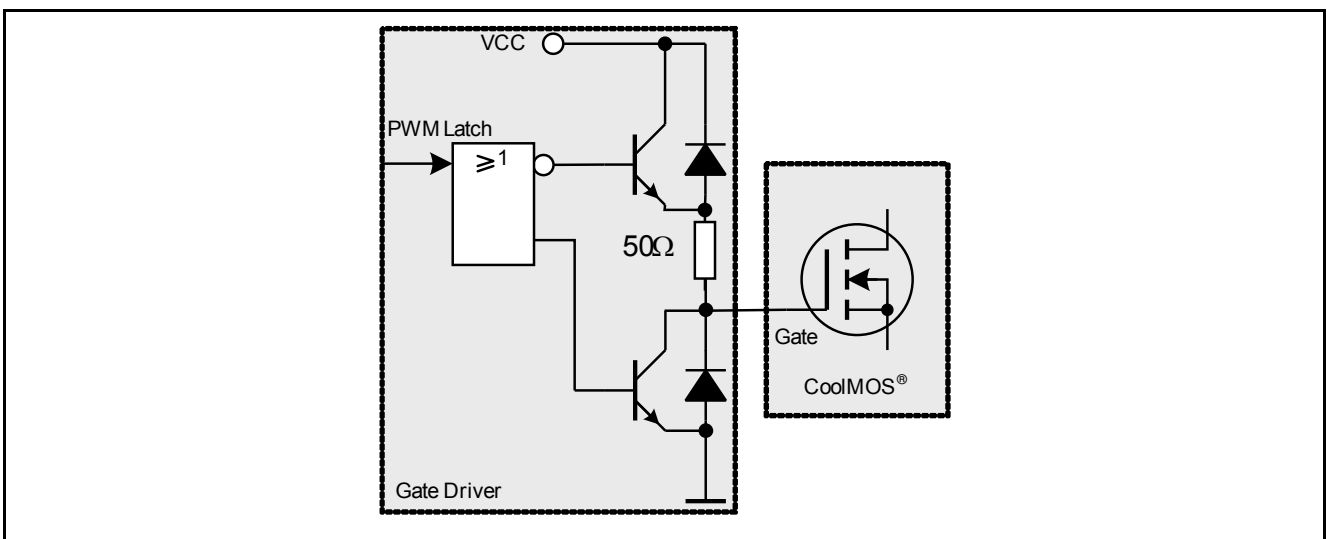 VCC
PWM Latch
≥1
50Ω
Gate
CoolMOS®
Gate Driver